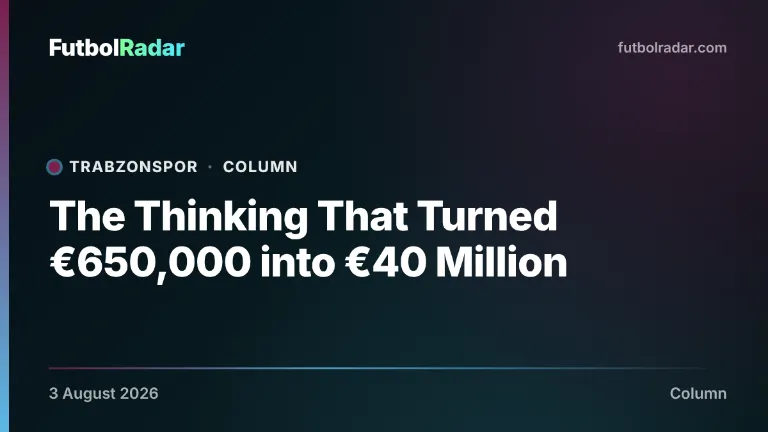 FutbolRadar
futbolradar.com
TRABZONSPOR · COLUMN
The Thinking That Turned
€650,000 into €40 Million
3 August 2026
Column